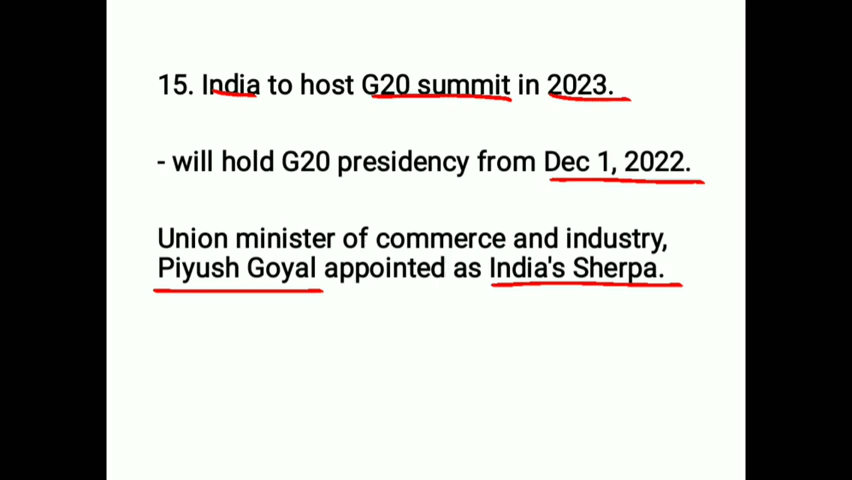 15. India to host G20 summit in 2023.
- will hold G20 presidency from Dec 1, 2022.
Union minister of commerce and industry,
Piyush Goyal appointed as India's Sherpa.